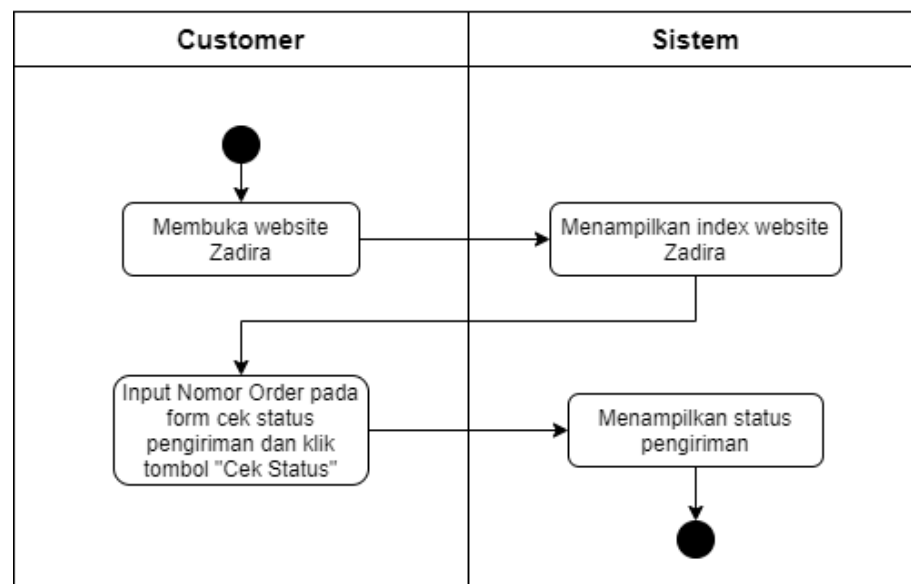 Customer
Sistem
Membuka website
Zadira
Menampilkan index website
Zadira
Input Nomor Order pada
form cek status
pengiriman dan klik
tombol "Cek Status"
Menampilkan status
pengiriman